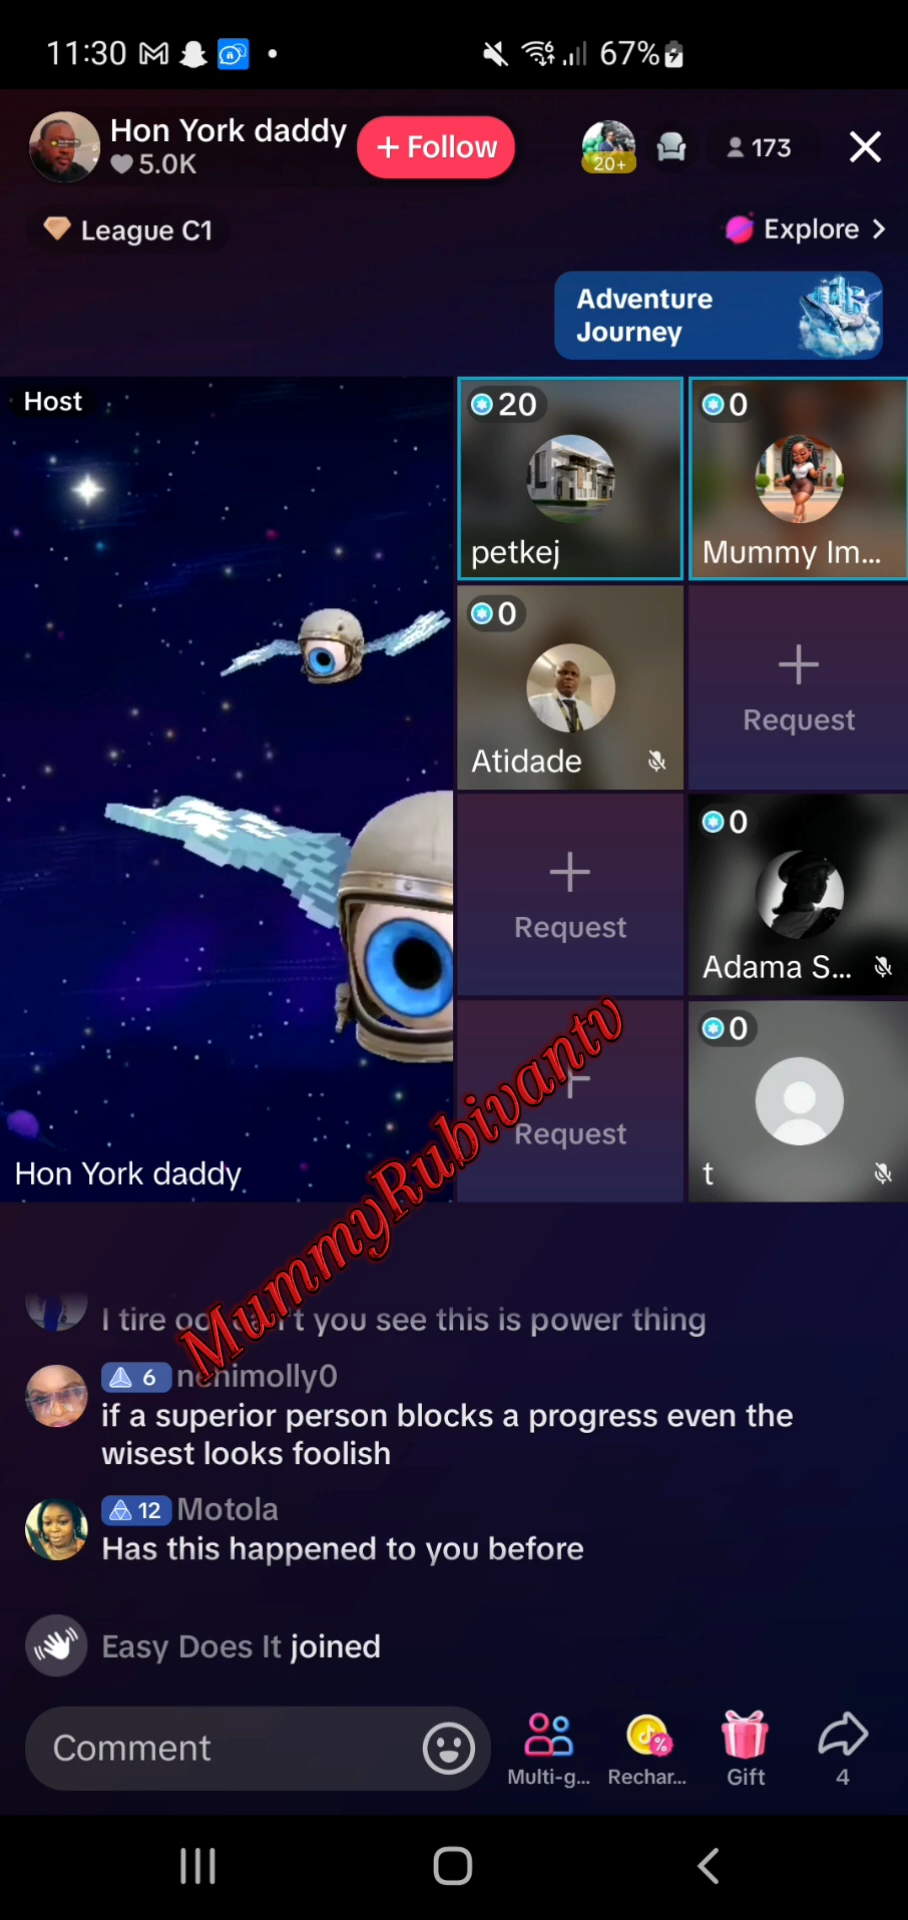 11:30
67%
Hon York daddy
5.0K
+ Follow
20+
173
League C1
Explore
Adventure
Journey
Host
20
petkej
0
Mummy Im...
0
Atidade
Request
Request
0
Adama S...
Request
0
t
Hon York daddy
MummyRubivantv
I tire oo you see this is power thing
6
if a superior person blocks a progress even the
wisest looks foolish
12 Motola
Has this happened to you before
Easy Does It joined
Comment
Multi-g...
Rechar...
Gift
4